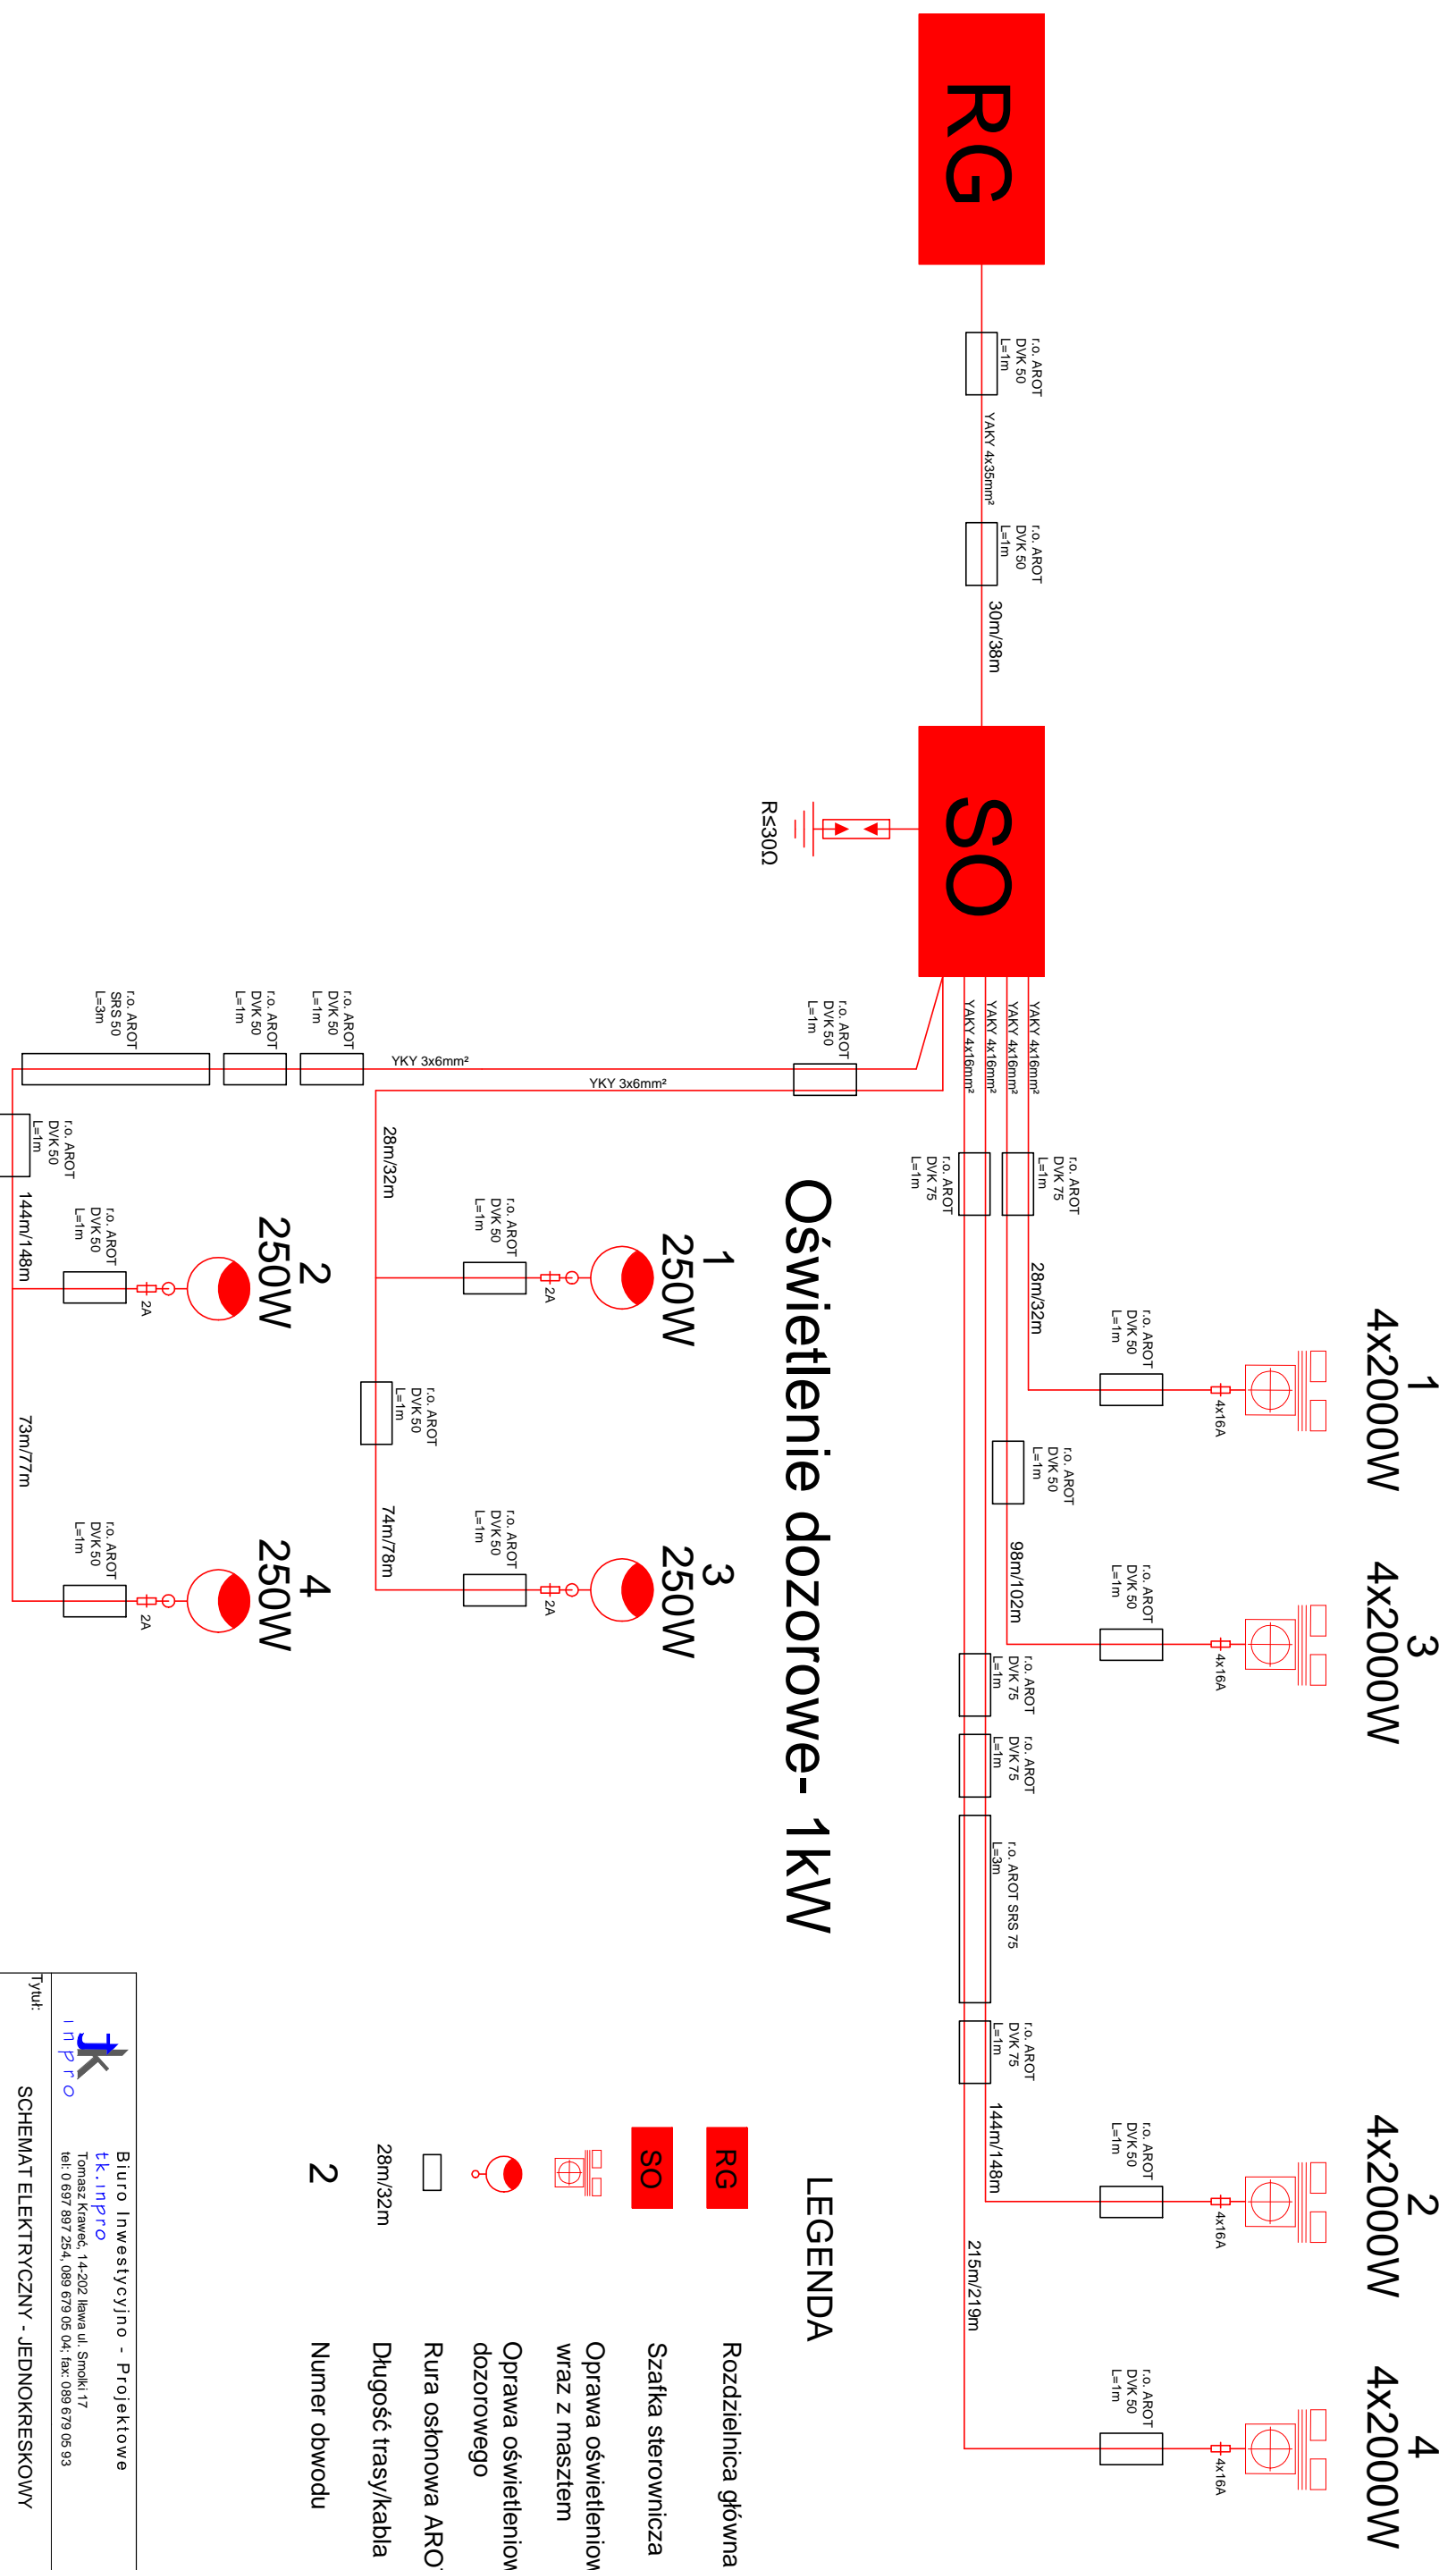 1
4x2000W
3
4x2000W
2
4x2000W
4
4x2000W
4x16A
4x16A
4x16A
4x16A
r.o. AROT
DVK 50
L=1m
r.o. AROT
DVK 50
L=1m
r.o. AROT
DVK 50
L=1m
r.o. AROT
DVK 50
L=1m
RG
r.o. AROT
DVK 50
L=1m
YAKY 4x35mm²
r.o. AROT
DVK 50
L=1m
30m/38m
SO
R≤30Ω
YAKY 4x16mm²
YAKY 4x16mm²
YAKY 4x16mm²
YAKY 4x16mm²
r.o. AROT
DVK 75
L=1m
r.o. AROT
DVK 75
L=1m
28m/32m
r.o. AROT
DVK 50
L=1m
98m/102m
r.o. AROT
DVK 75
L=1m
r.o. AROT
DVK 75
L=1m
r.o. AROT SRS 75
L=3m
r.o. AROT
DVK 75
L=1m
144m/148m
215m/219m
Oświetlenie dozorowe- 1kW
r.o. AROT
DVK 50
L=1m
YKY 3x6mm²
YKY 3x6mm²
1
250W
3
250W
2A
2A
r.o. AROT
DVK 50
L=1m
r.o. AROT
DVK 50
L=1m
28m/32m
r.o. AROT
DVK 50
L=1m
74m/78m
r.o. AROT
DVK 50
L=1m
r.o. AROT
DVK 50
L=1m
r.o. AROT
SRS 50
L=3m
2
250W
4
250W
2A
2A
r.o. AROT
DVK 50
L=1m
r.o. AROT
DVK 50
L=1m
r.o. AROT
DVK 50
L=1m
144m/148m
73m/77m
LEGENDA
RG
Rozdzielnica główna
SO
Szafka sterownicza
wraz z masztem
dozorowego
Rura osłonowa
28m/32m
Długość trasy/kabla
2
Numer obwodu
tk
inpro
Biuro Inwestycyjno - Projektowe
tk.inpro
Tomasz Kraweć, 14-202 Iława ul. Smolki 17
tel: 0 697 897 254, 089 679 05 04; fax: 089 679 05 93
Tytuł:
SCHEMAT ELEKTRYCZNY - JEDNOKRESKOWY